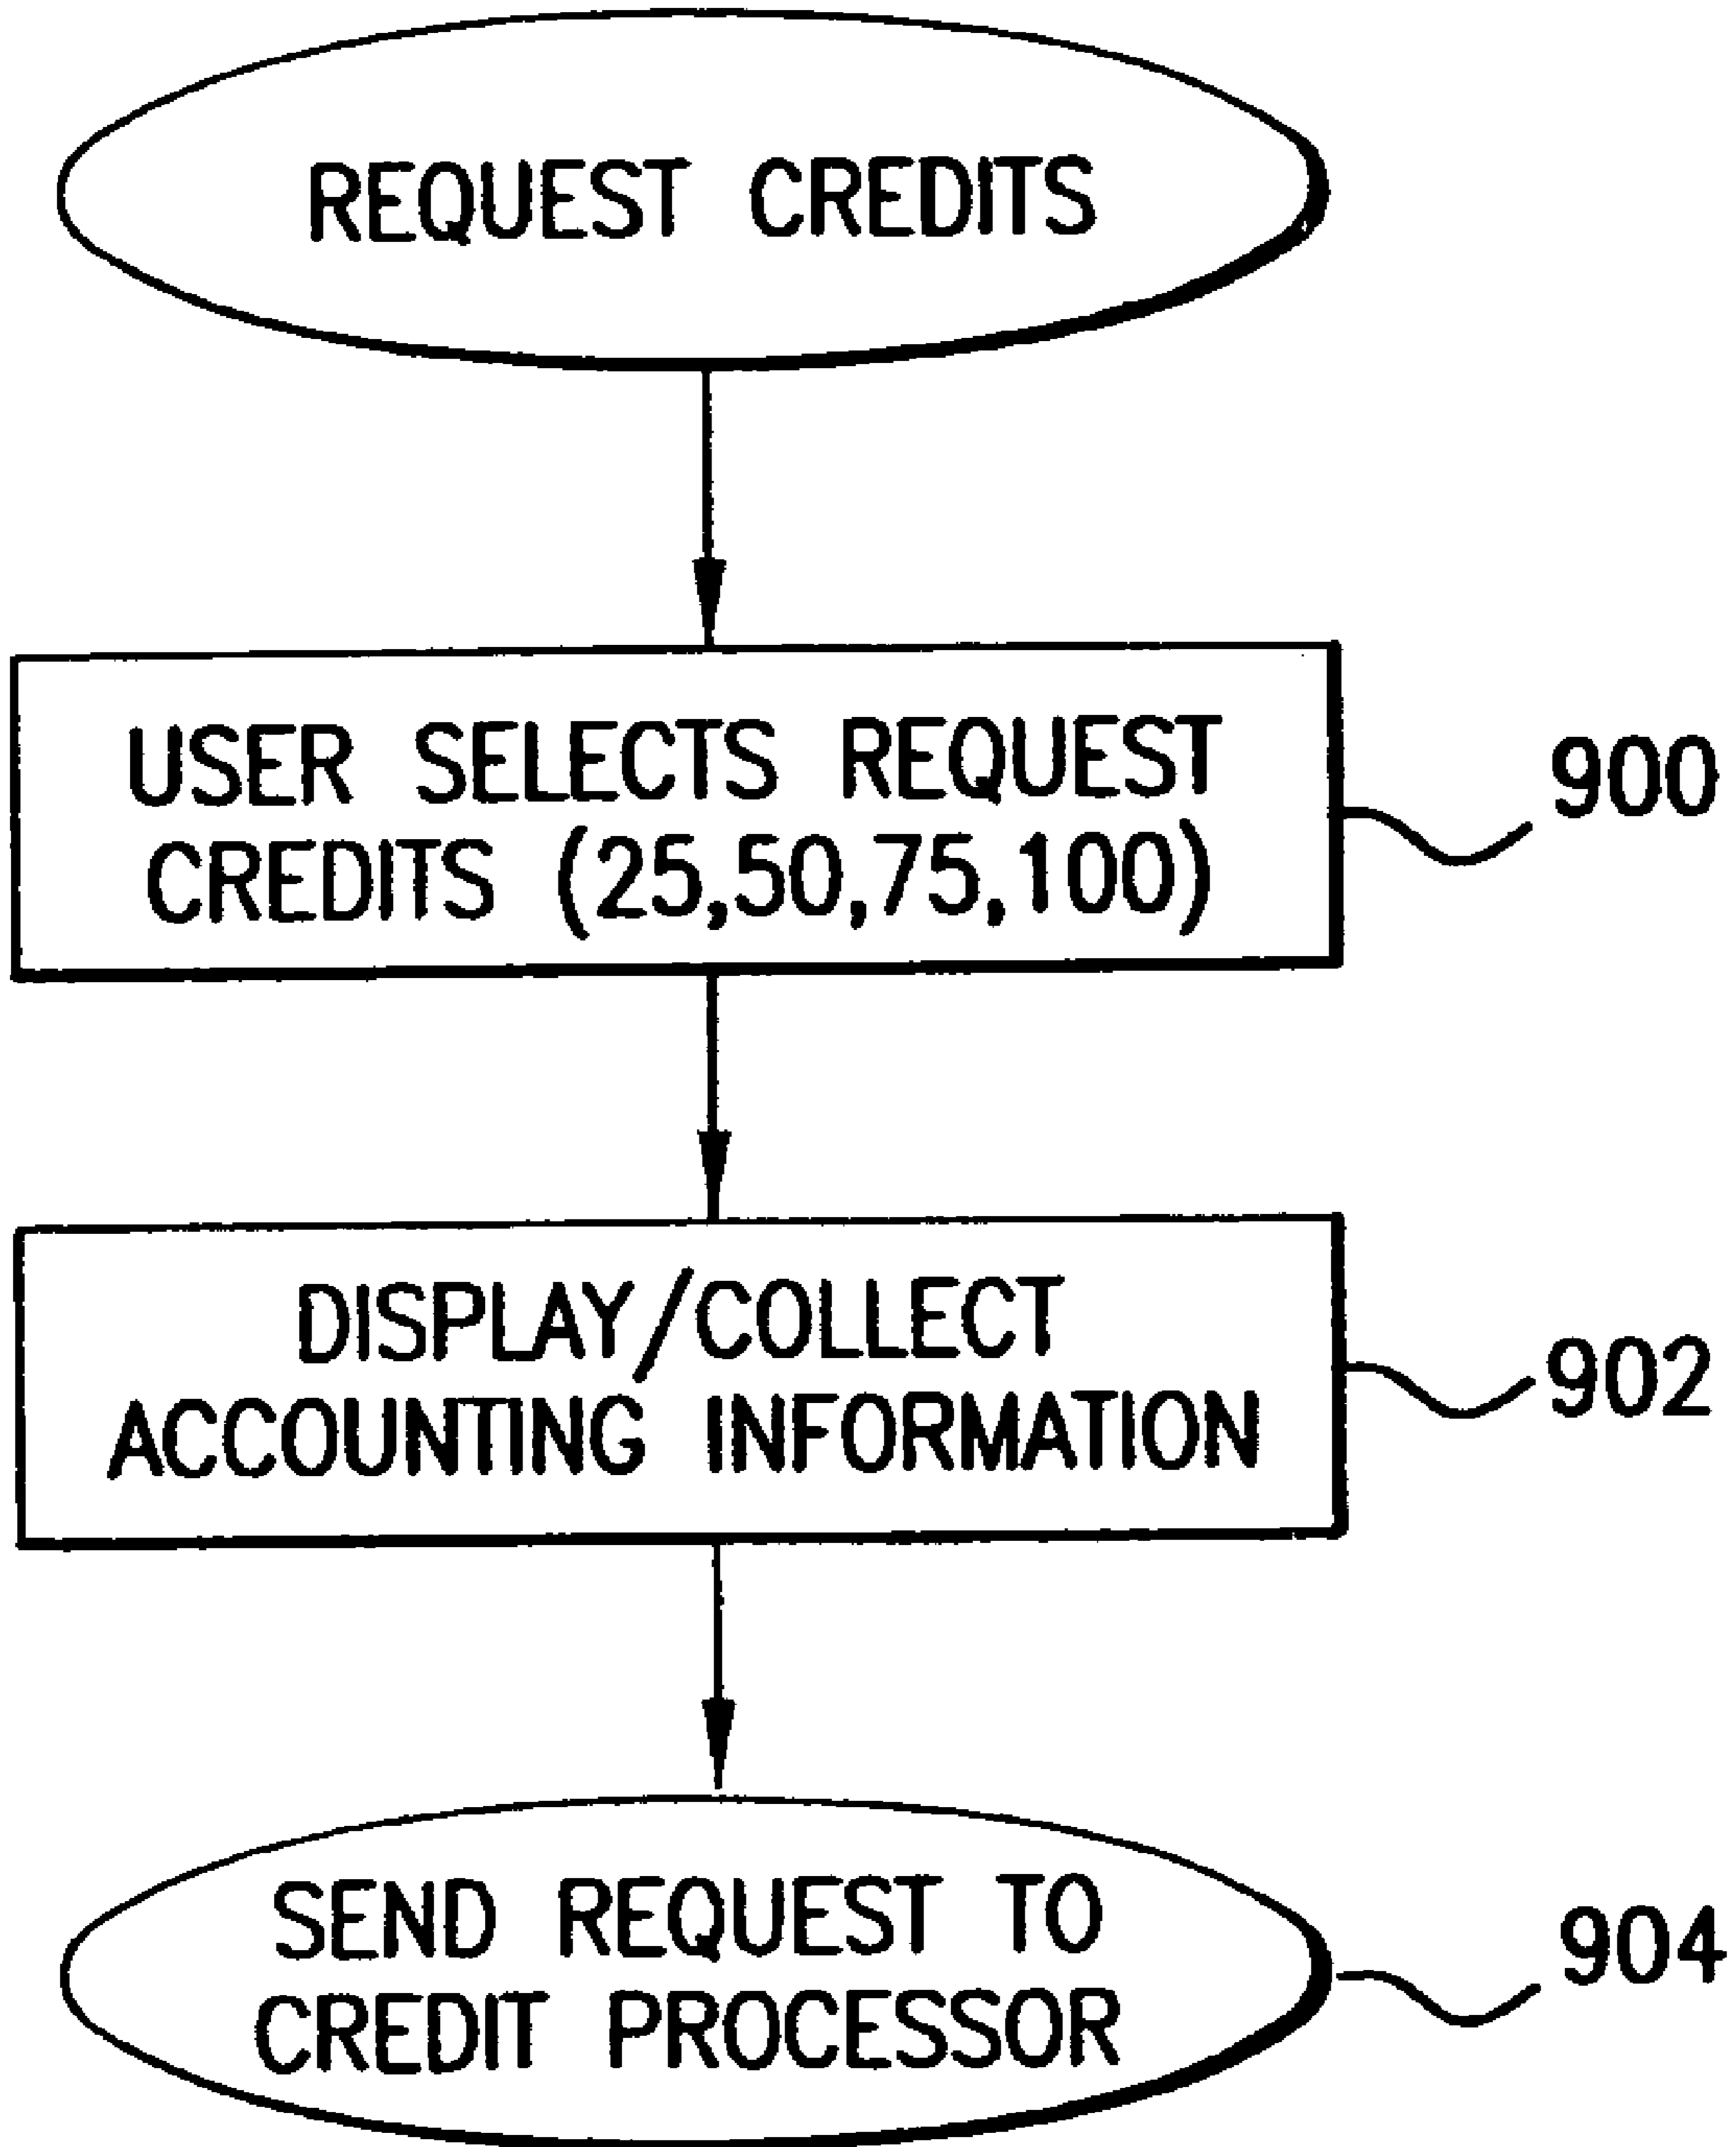 REQUEST CREDITS
USER SELECTS REQUEST
CREDITS (25,50,75,100)
900
DISPLAY/COLLECT
ACCOUNTING INFORMATION
902
SEND REQUEST TO
CREDIT PROCESSOR
904